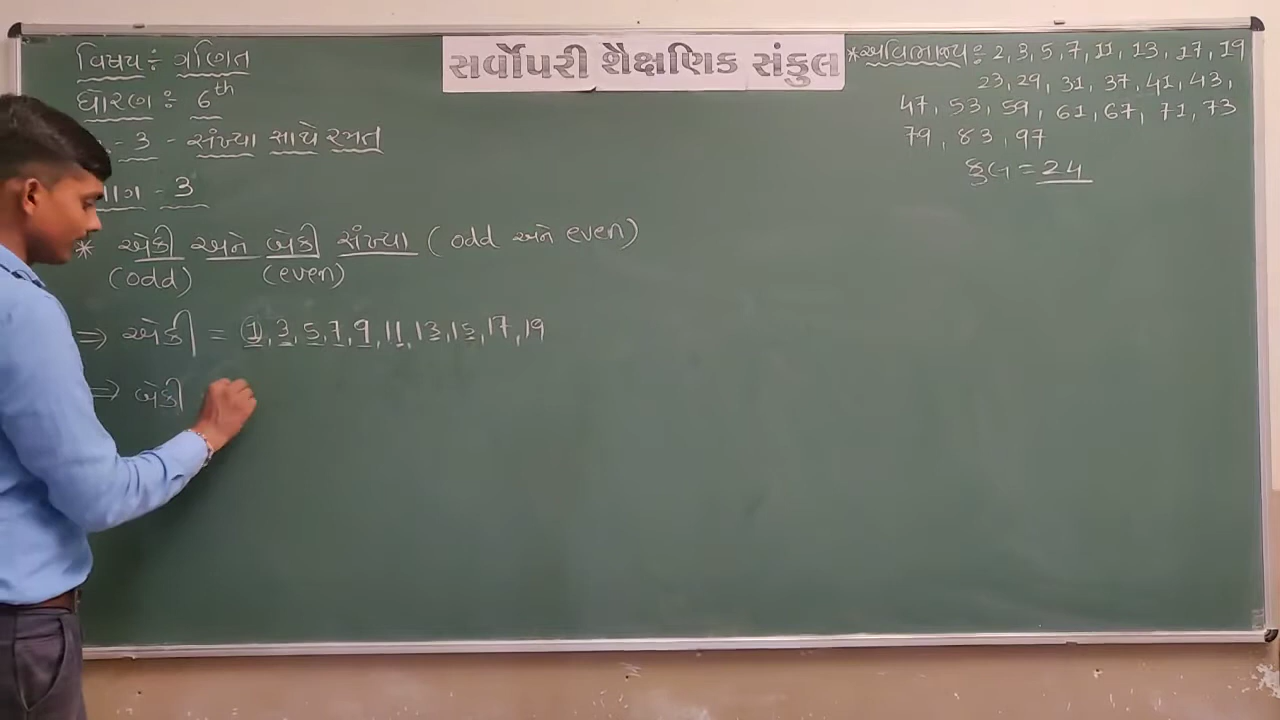 સર્વોપરી શૈક્ષણિક સંકુલ
વિષય : ગણિત
ધોરણ : 6th
- 3 - સંખ્યા સાથે રમત
ભાગ - 3
* એકી અને બેકી સંખ્યા ( odd અને even)
(odd) (even)
⇒ એકી = 1, 3, 5, 7, 9, 11, 13, 15, 17, 19
⇒ બેકી
* અવિભાજ્ય : 2, 3, 5, 7, 11, 13, 17, 19
23, 29, 31, 37, 41, 43,
47, 53, 59, 61, 67, 71, 73
79, 83, 97
કુલ = 24